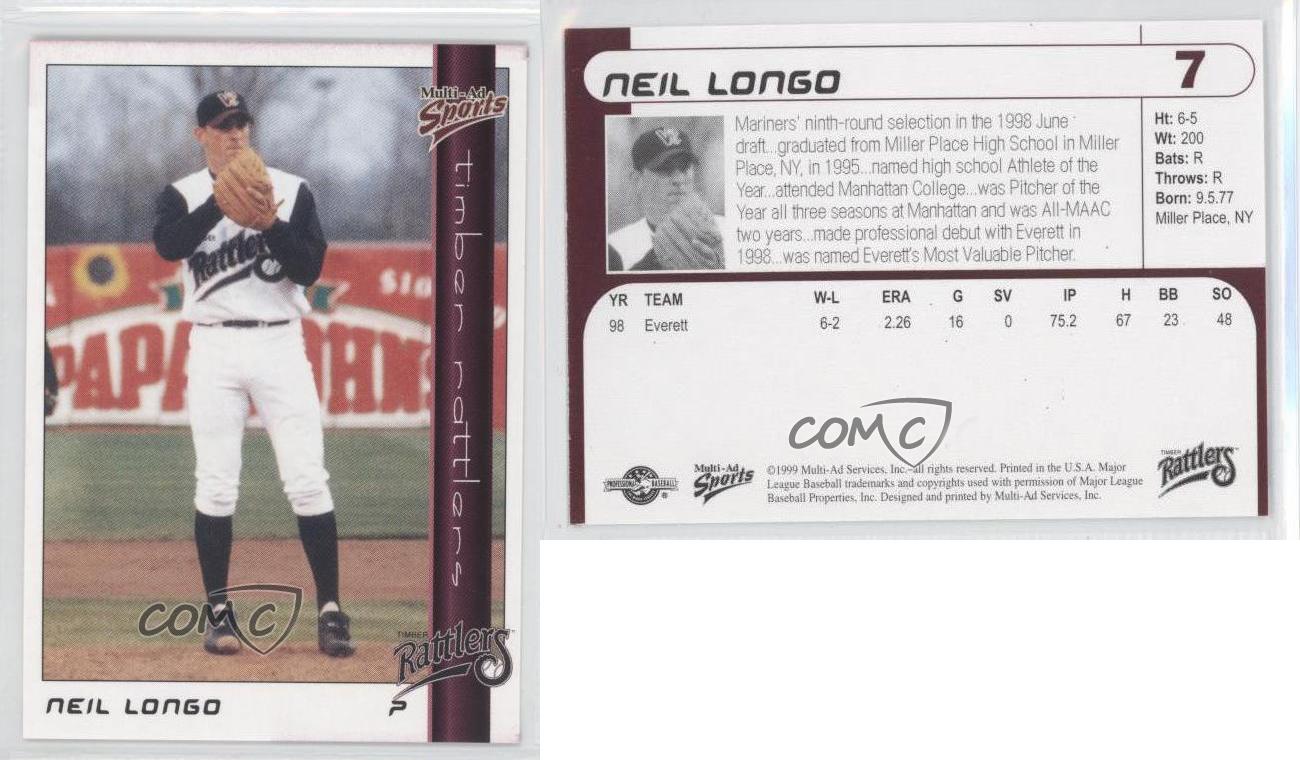 Multi-Ad
Sports
timber rattlers
Rattlers
PAPA JOHN
COMC
TIMBER
Rattlers
NEIL LONGO P
NEIL LONGO 7
Mariners' ninth-round selection in the 1998 June
draft...graduated from Miller Place High School in Miller
Place, NY, in 1995...named high school Athlete of the
Year...attended Manhattan College...was Pitcher of the
Year all three seasons at Manhattan and was All-MAAC
two years...made professional debut with Everett in
1998...was named Everett's Most Valuable Pitcher.
Ht: 6-5
Wt: 200
Bats: R
Throws: R
Born: 9.5.77
Miller Place, NY
YR TEAM W-L ERA G SV IP H BB SO
98 Everett 6-2 2.26 16 0 75.2 67 23 48
COMC
PROFESSIONAL BASEBALL
Multi-Ad
Sports
©1999 Multi-Ad Services, Inc. all rights reserved. Printed in the U.S.A. Major
League Baseball trademarks and copyrights used with permission of Major League
Baseball Properties, Inc. Designed and printed by Multi-Ad Services, Inc.
TIMBER
Rattlers